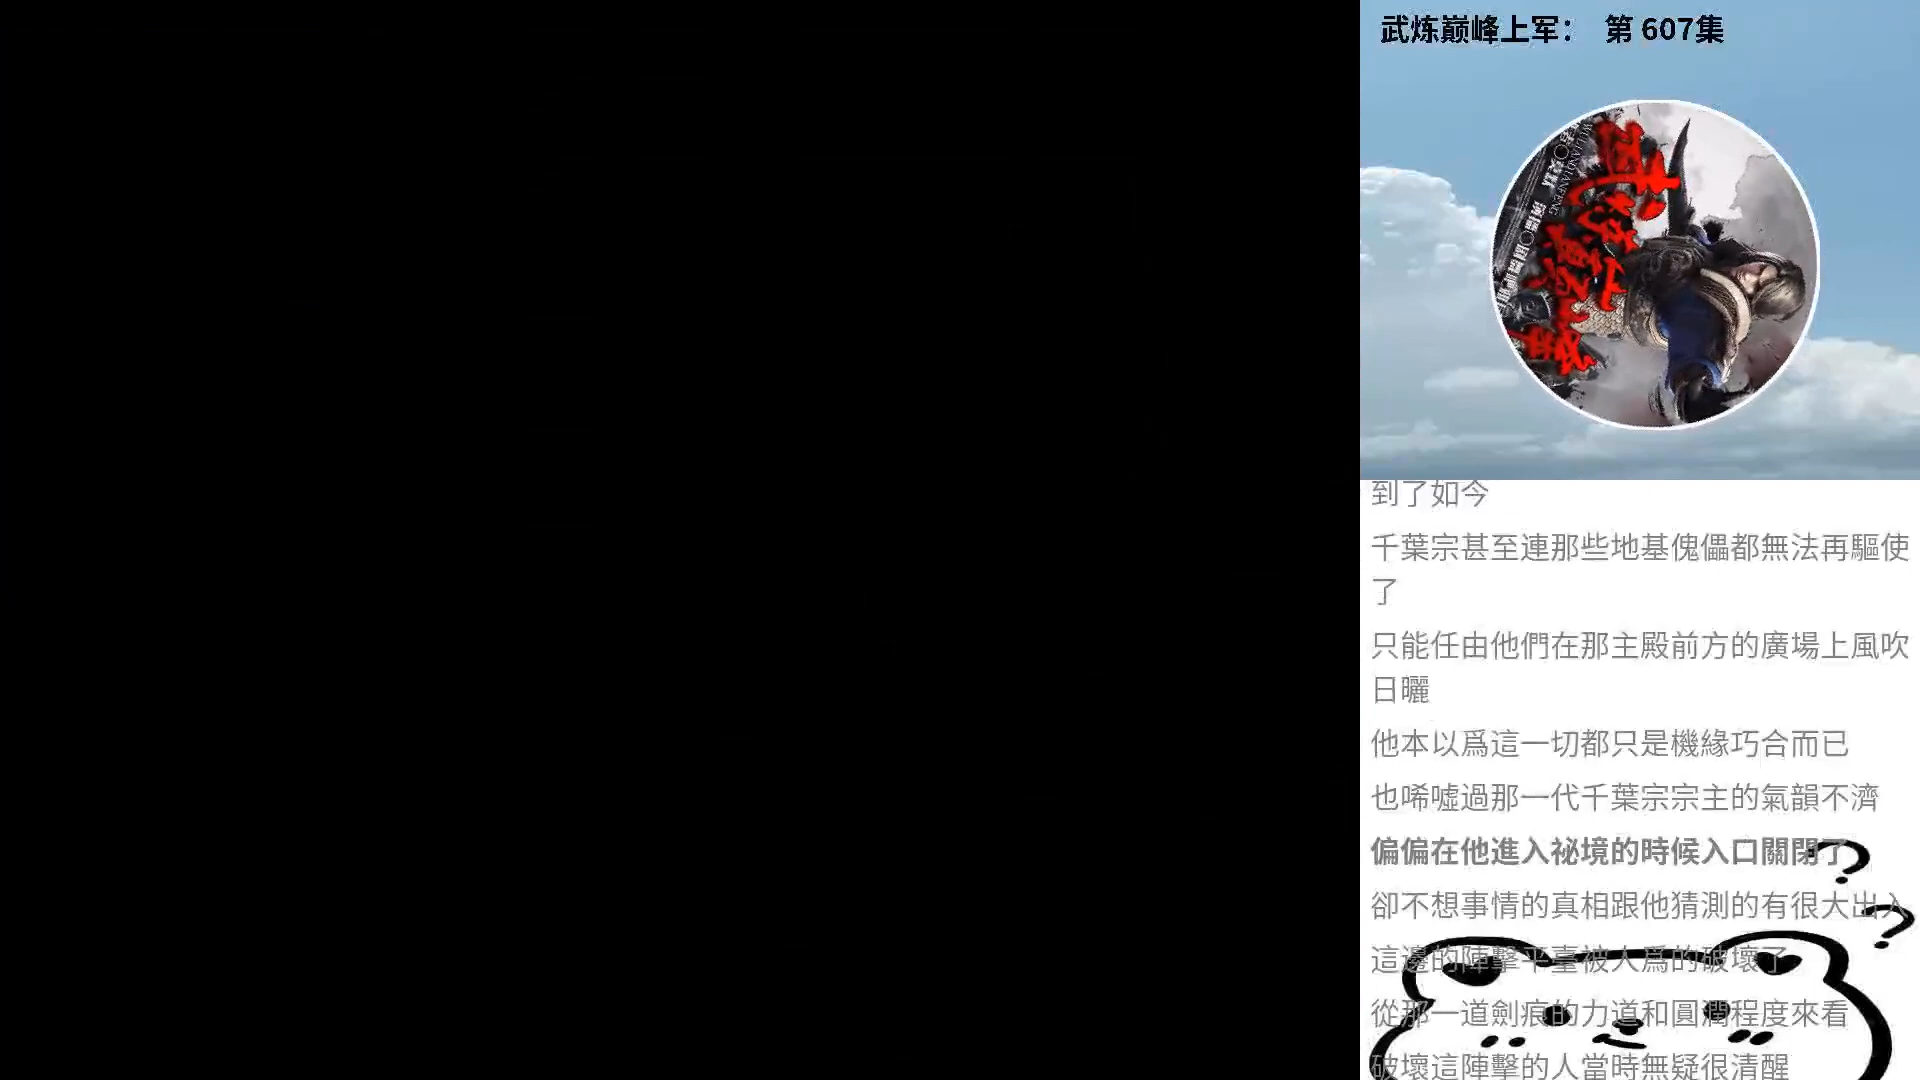 武炼巅峰上军： 第 607集
到了如今
千葉宗甚至連那些地基傀儡都無法再驅使
了
只能任由他們在那主殿前方的廣場上風吹
日曬
他本以爲這一切都只是機緣巧合而已
也唏噓過那一代千葉宗宗主的氣韻不濟
偏偏在他進入祕境的時候入口關閉了
卻不想事情的真相跟他猜測的有很大出入
這邊的陣擊平臺被人爲的破壞了
從那一道劍痕的力道和圓潤程度來看
破壞這陣擊的人當時無疑很清醒